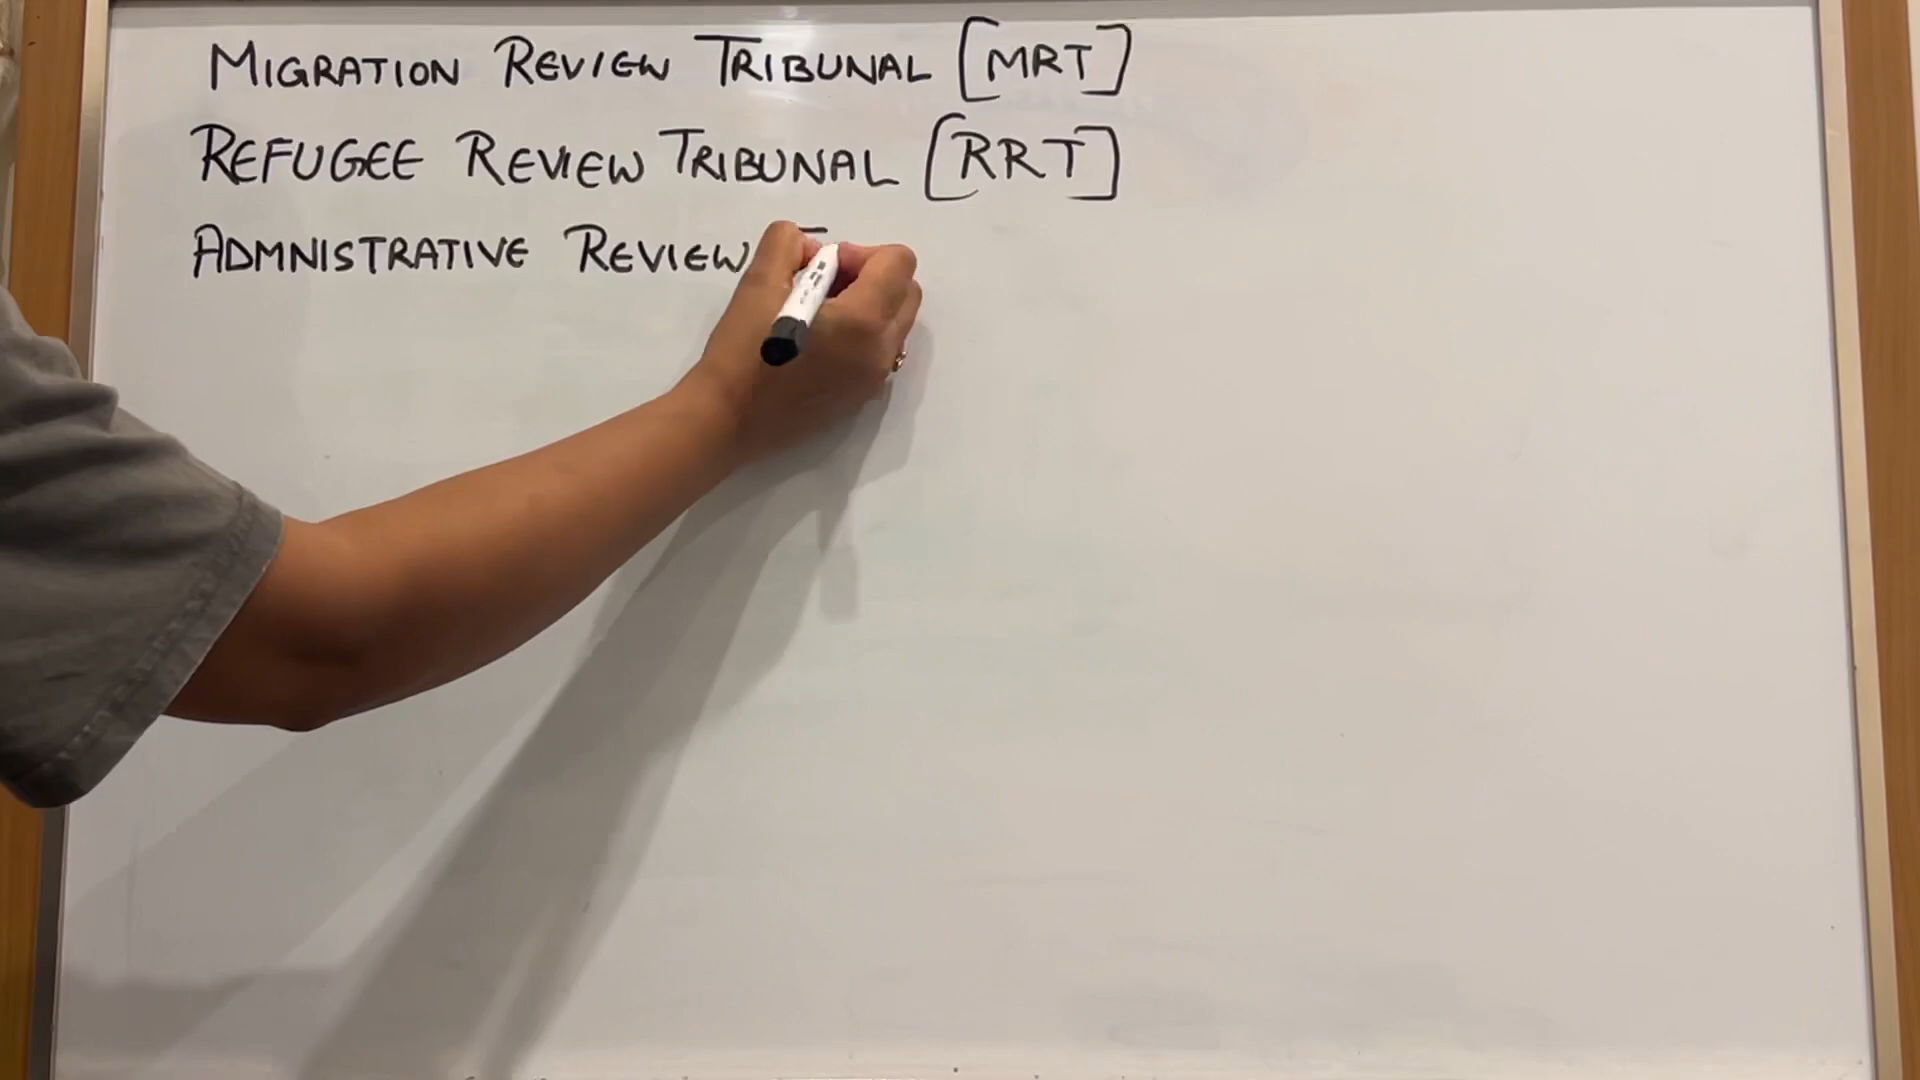 MIGRATION REVIEW TRIBUNAL [MRT]
REFUGEE REVIEW TRIBUNAL [RRT]
ADMNISTRATIVE REVIEW T